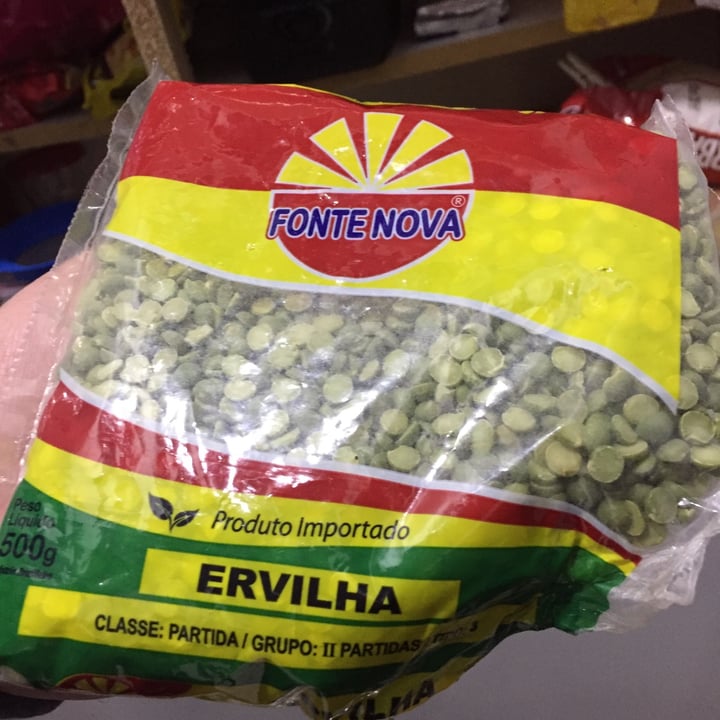 FONTE NOVA
®
Produto Importado
Peso
Líquido
500g
ERVILHA
CLASSE: PARTIDA / GRUPO: II PARTIDAS